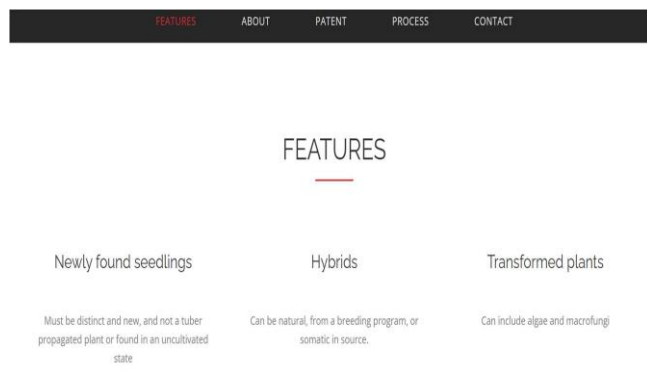 FEATURES ABOUT PATENT PROCESS CONTACT
FEATURES
Newly found seedlings
Must be distinct and new, and not a tuber
propagated plant or found in an uncultivated
state
Hybrids
Can be natural, from a breeding program, or
somatic in source.
Transformed plants
Can include algae and macrofungi